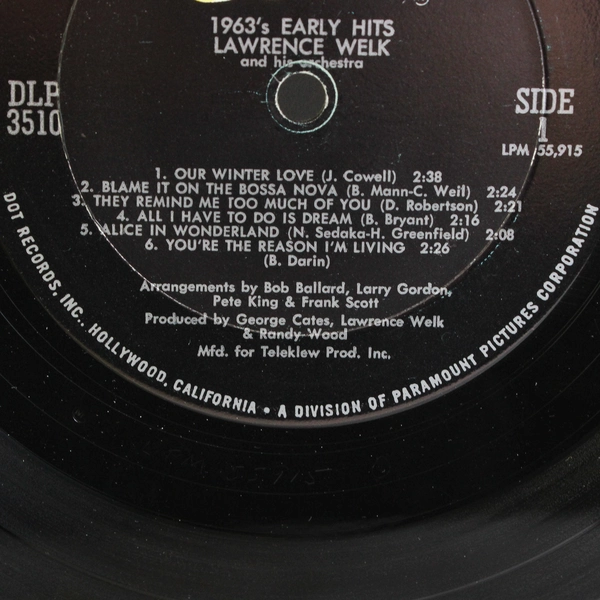 1963's EARLY HITS
LAWRENCE WELK
and his orchestra
DLP
3510
SIDE
1
LPM 55,915
1. OUR WINTER LOVE (J. Cowell) 2:38
2. BLAME IT ON THE BOSSA NOVA (B. Mann-C. Weil) 2:24
3. THEY REMIND ME TOO MUCH OF YOU (D. Robertson) 2:21
4. ALL I HAVE TO DO IS DREAM (B. Bryant) 2:16
5. ALICE IN WONDERLAND (N. Sedaka-H. Greenfield) 2:08
6. YOU'RE THE REASON I'M LIVING 2:26
(B. Darin)
Arrangements by Bob Ballard, Larry Gordon,
Pete King & Frank Scott
Produced by George Cates, Lawrence Welk
& Randy Wood
Mfd. for Teleklew Prod. Inc.
DOT RECORDS, INC., HOLLYWOOD, CALIFORNIA • A DIVISION OF PARAMOUNT PICTURES CORPORATION